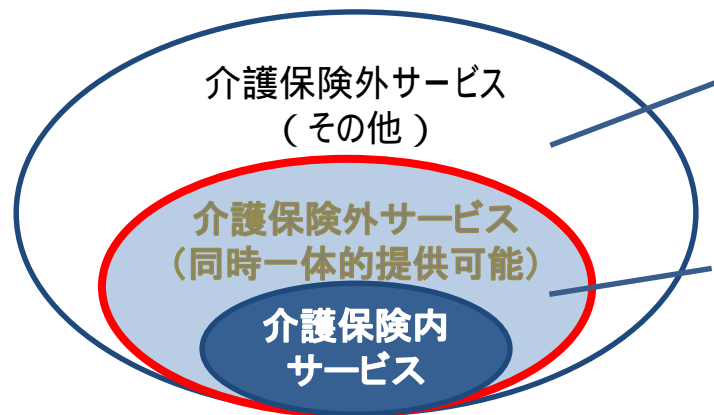 介護保険外サービス
（その他）
介護保険外サービス
（同時一体的提供可能）
介護保険内
サービス